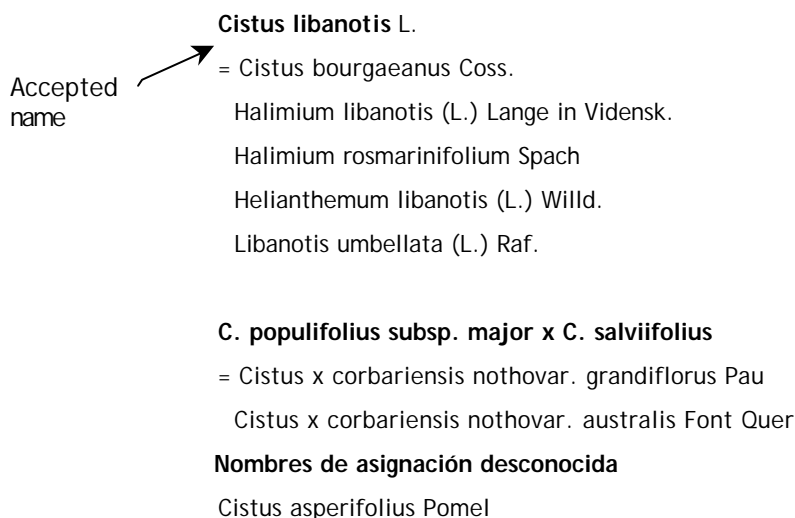 Cistus libanotis L.
= Cistus bourgaeanus Coss.
Accepted
name
Halimium libanotis (L.) Lange in Vidensk.
Halimium rosmarinifolium Spach
Helianthemum libanotis (L.) Willd.
Libanotis umbellata (L.) Raf.
C. populifolius subsp. major x C. salviifolius
= Cistus x corbariensis nothovar. grandiflorus Pau
Cistus x corbariensis nothovar. australis Font Quer
Nombres de asignación desconocida
Cistus asperifolius Pomel